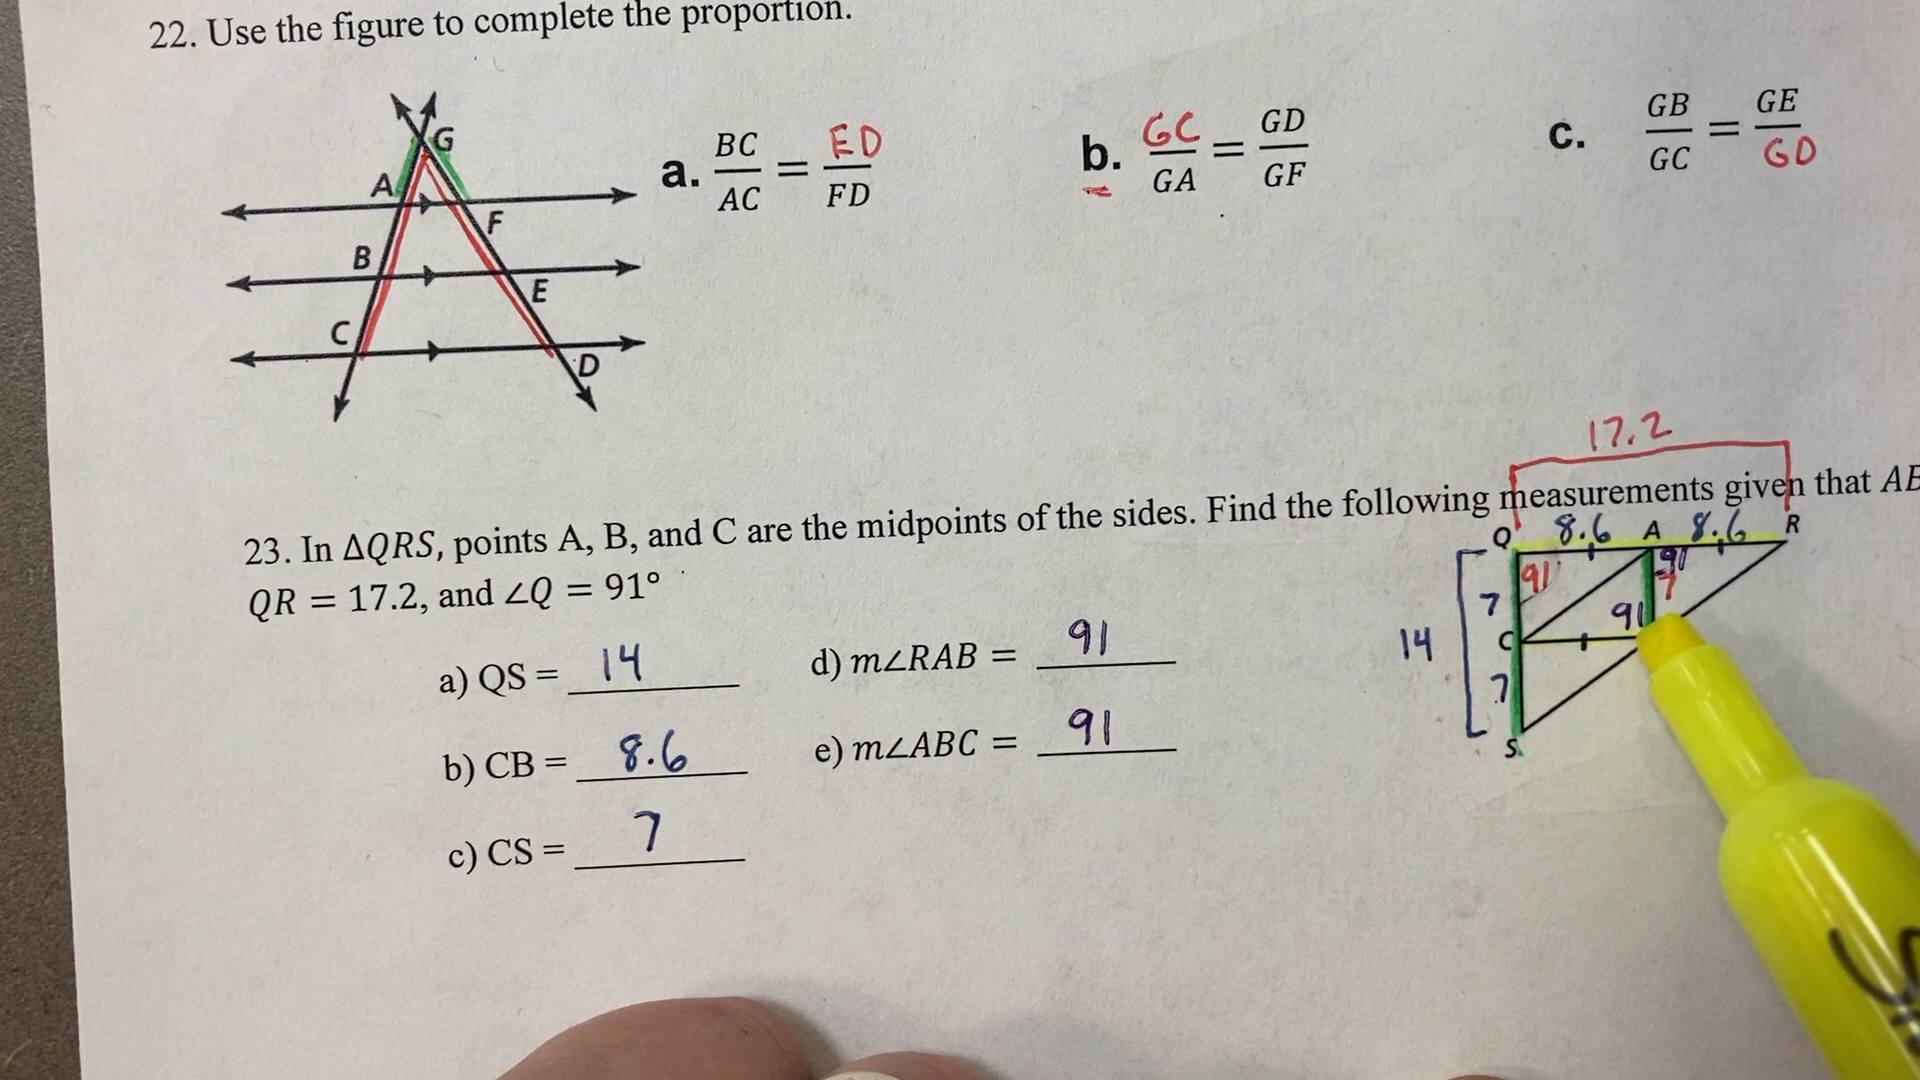 22. Use the figure to complete the proportion.
G
A
F
B
E
C
D
a. BC/AC = ED/FD
b. GC/GA = GD/GF
c. GB/GC = GE/GD
17.2
23. In ΔQRS, points A, B, and C are the midpoints of the sides. Find the following measurements given that AB
QR = 17.2, and ∠Q = 91°
Q 8.6 A 8.6 R
91 91
7 7
91
14 C
7
S
a) QS = 14
b) CB = 8.6
c) CS = 7
d) m∠RAB = 91
e) m∠ABC = 91